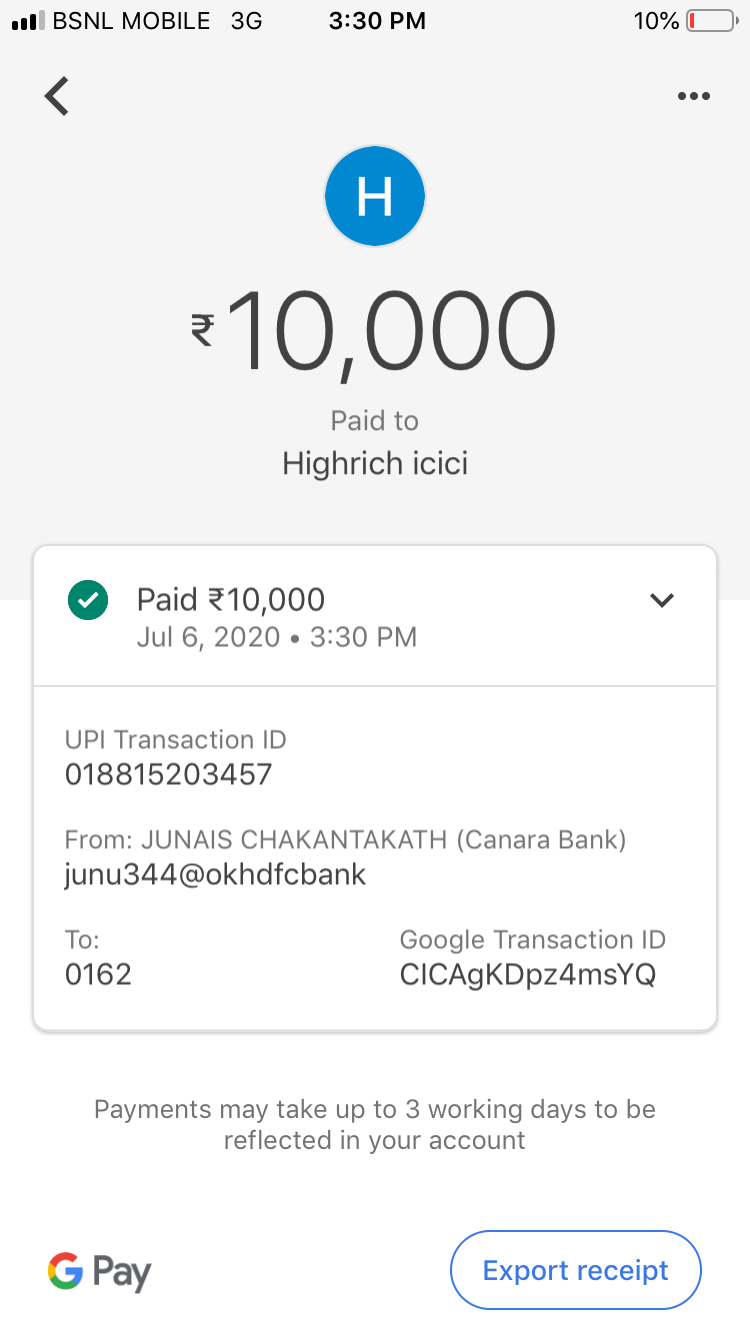 BSNL MOBILE 3G 3:30 PM 10%
H
₹10,000
Paid to
Highrich icici
Paid ₹10,000
Jul 6, 2020 • 3:30 PM
UPI Transaction ID
018815203457
From: JUNAIS CHAKANTAKATH (Canara Bank)
junu344@okhdfcbank
To: Google Transaction ID
0162 CICAgKDpz4msYQ
Payments may take up to 3 working days to be
reflected in your account
G Pay Export receipt